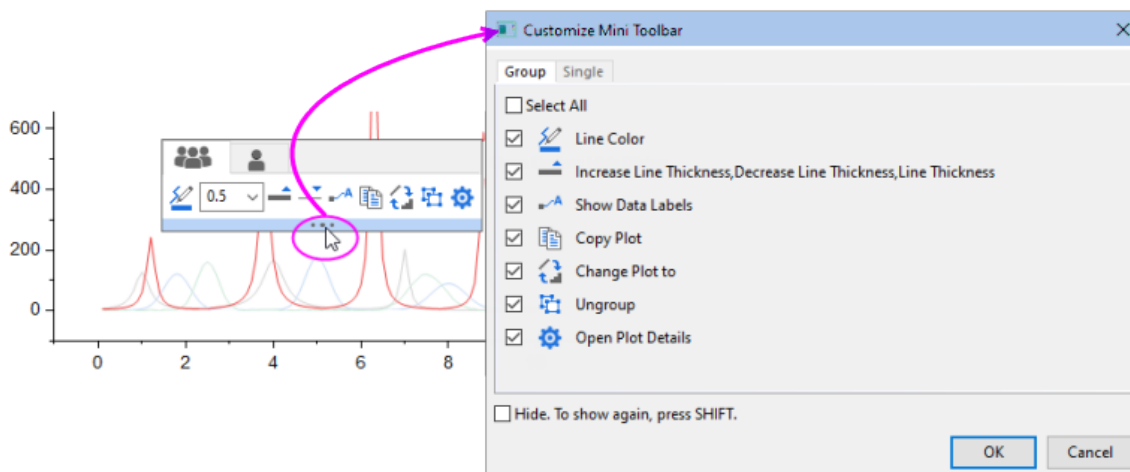 Customize Mini Toolbar
Group Single
Select All
Line Color
Increase Line Thickness,Decrease Line Thickness,Line Thickness
Show Data Labels
Copy Plot
Change Plot to
Ungroup
Open Plot Details
Hide. To show again, press SHIFT.
OK Cancel
600
400
200
0
0 2 4 6 8
0.5
A
A